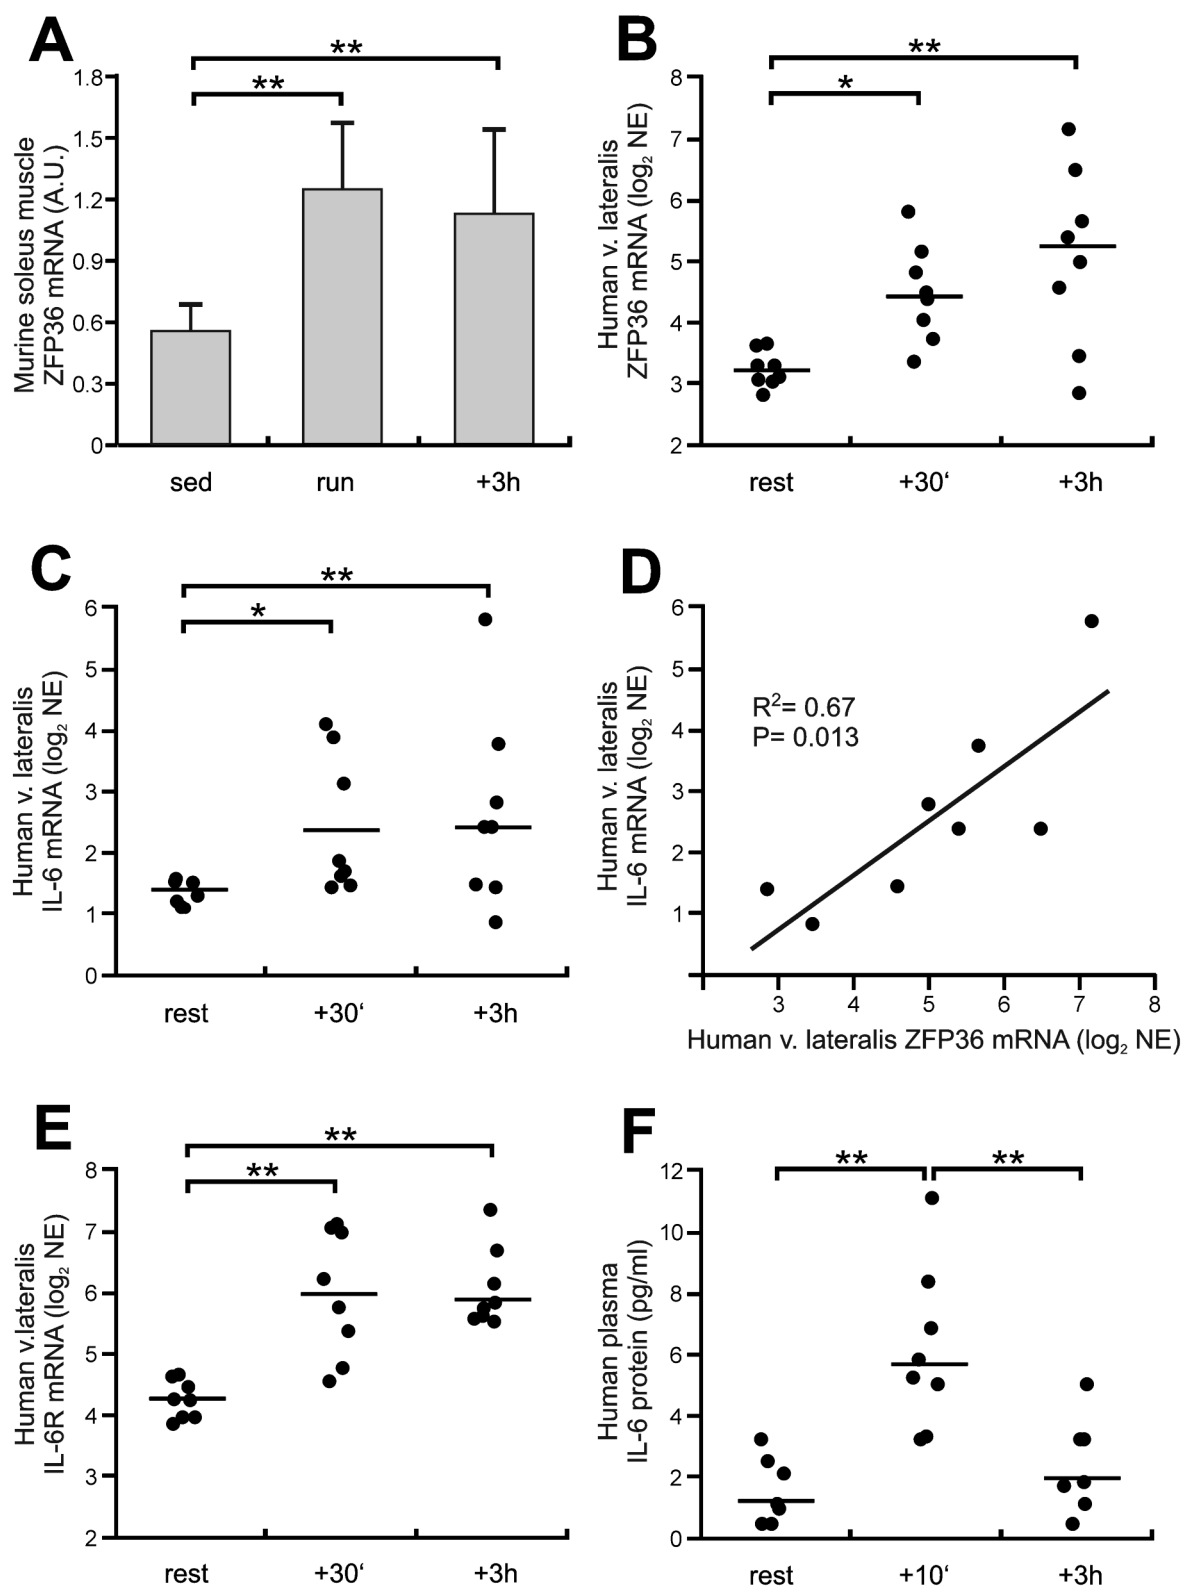 A
**
**
1.8
1.5
1.2
0.9
0.6
0.3
0
Murine soleus muscle
ZFP36 mRNA (A.U.)
sed run +3h
B
**
*
8
7
6
5
4
3
2
Human v. lateralis
ZFP36 mRNA (log₂ NE)
rest +30‘ +3h
C
**
*
6
5
4
3
2
1
0
Human v. lateralis
IL-6 mRNA (log₂ NE)
rest +30‘ +3h
D
6
5
4
3
2
1
Human v. lateralis
IL-6 mRNA (log₂ NE)
R²= 0.67
P= 0.013
3 4 5 6 7 8
Human v. lateralis ZFP36 mRNA (log₂ NE)
E
**
**
8
7
6
5
4
3
2
Human v.lateralis
IL-6R mRNA (log₂ NE)
rest +30‘ +3h
F
** **
12
10
8
6
4
2
0
Human plasma
IL-6 protein (pg/ml)
rest +10‘ +3h